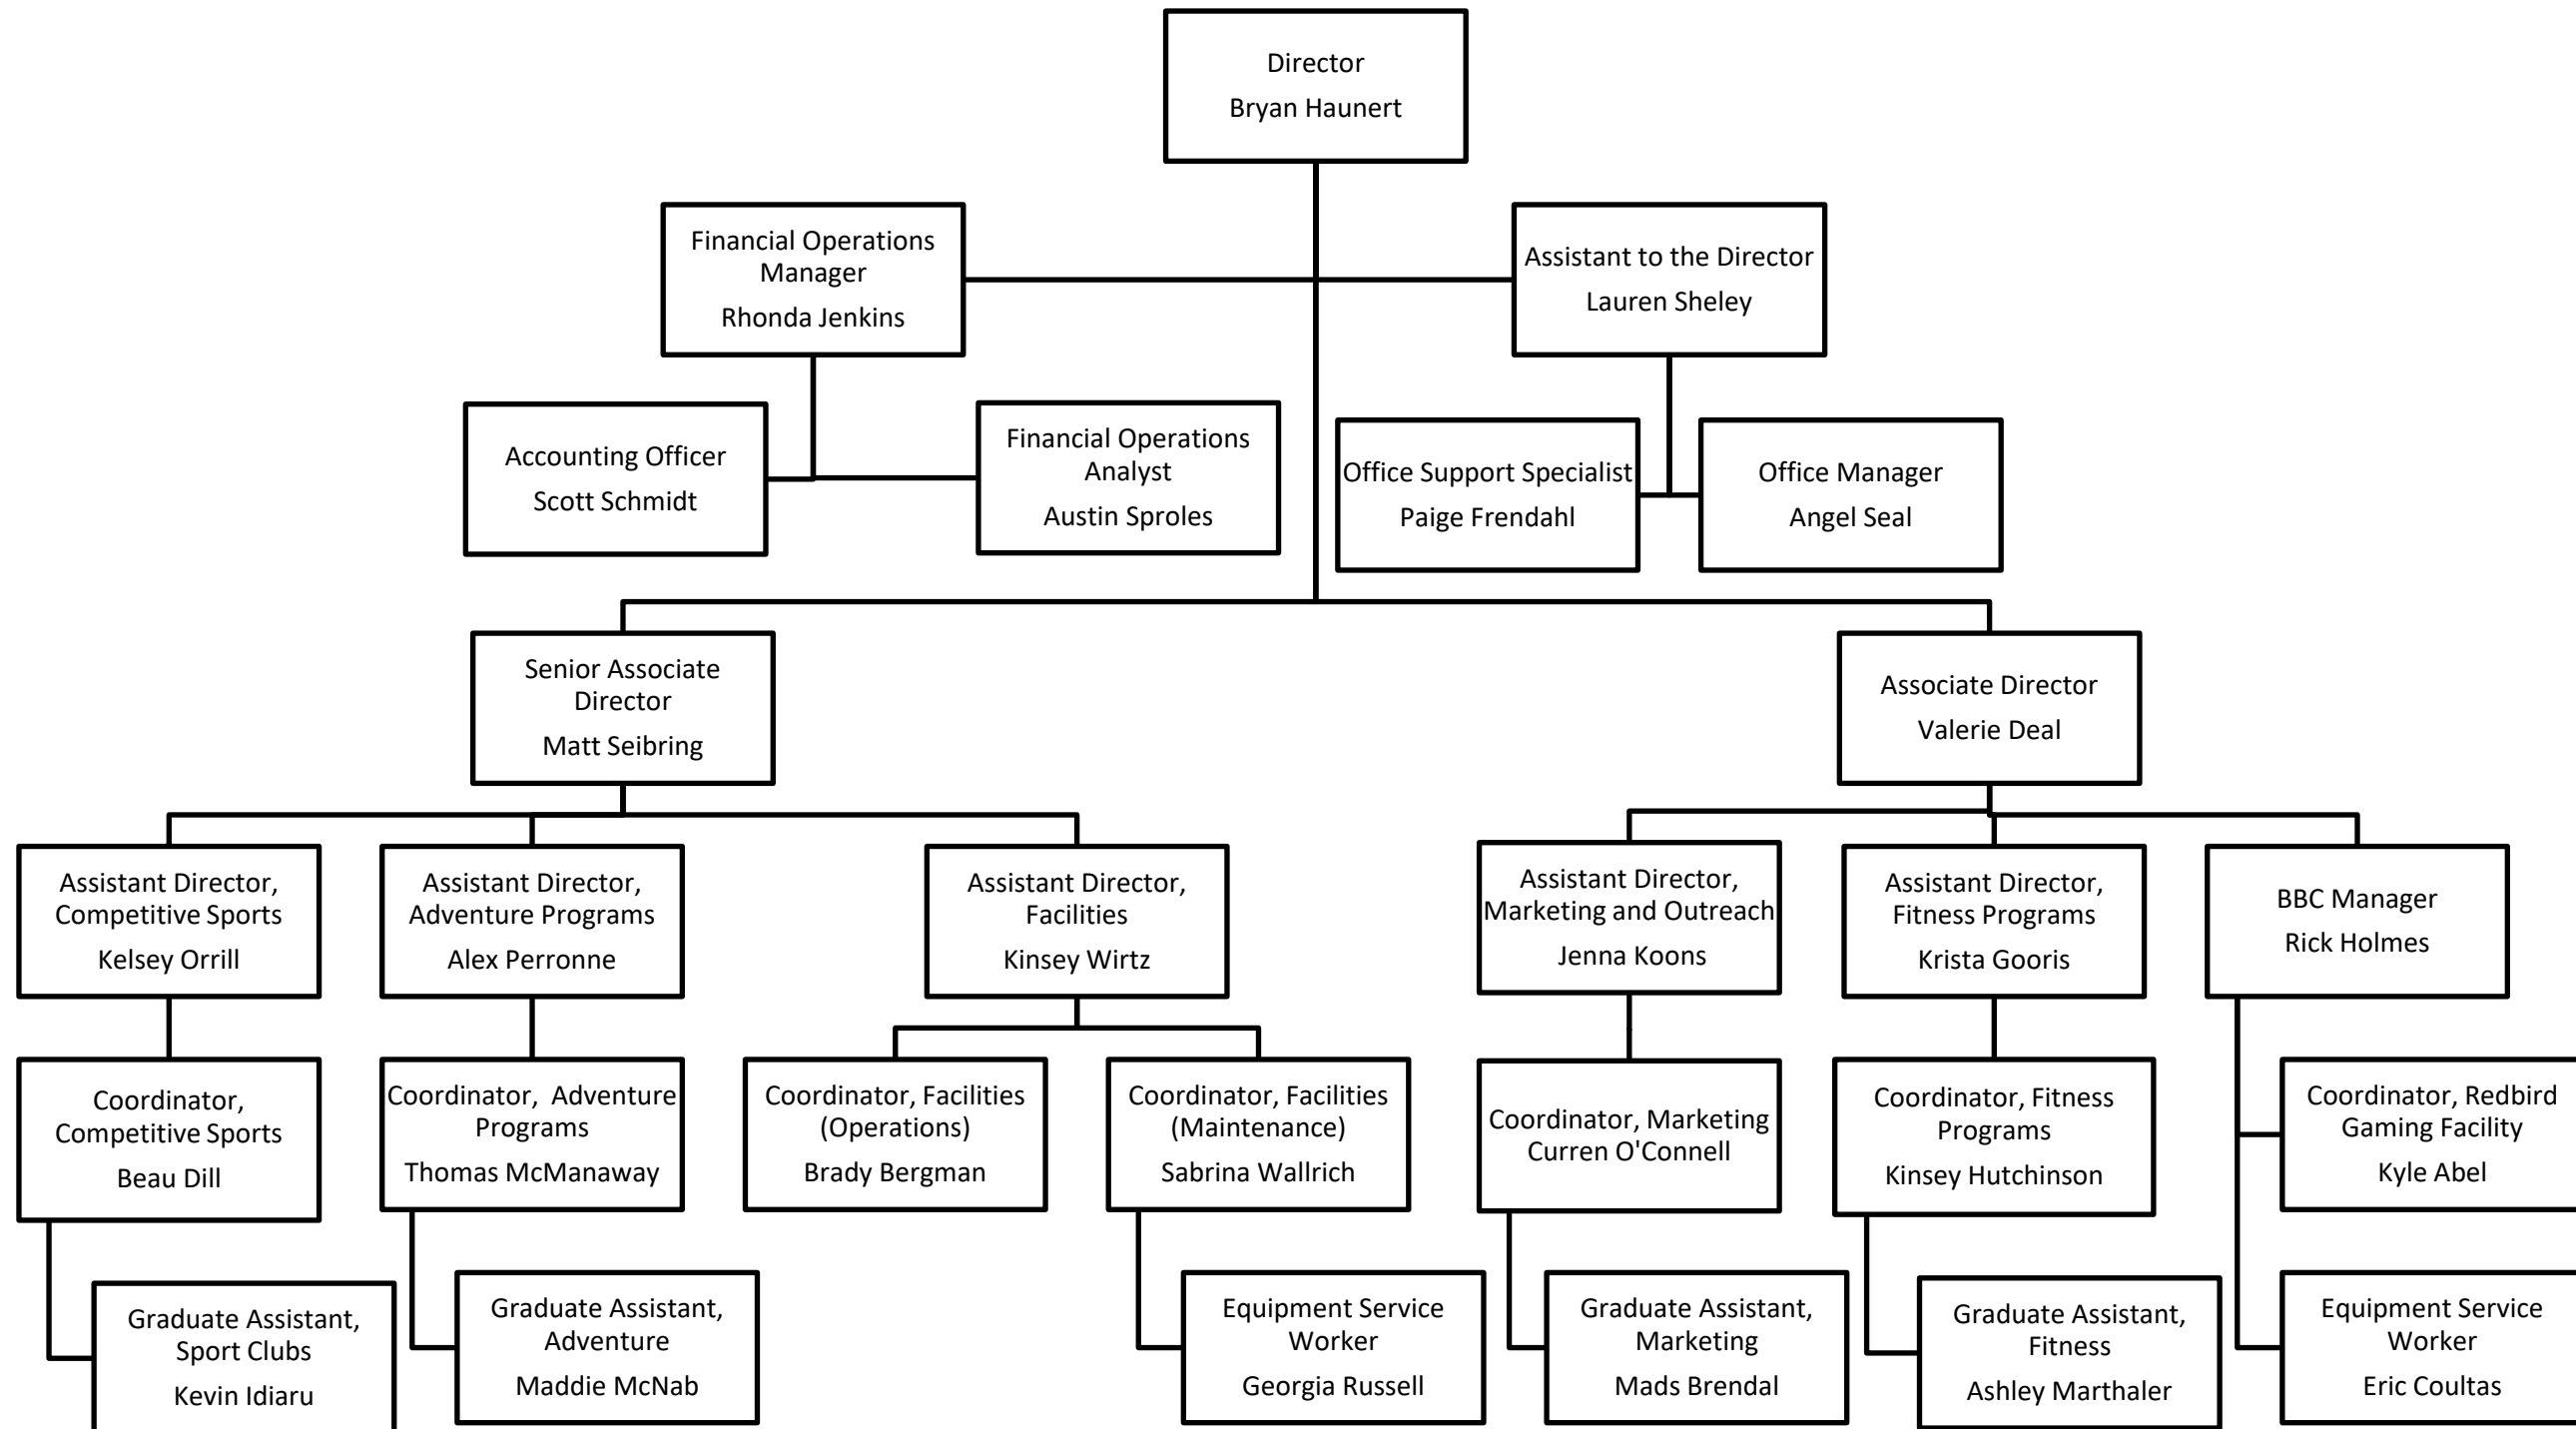 Director
Bryan Haunert
Financial Operations
Manager
Rhonda Jenkins
Assistant to the Director
Lauren Sheley
Accounting Officer
Scott Schmidt
Financial Operations
Analyst
Austin Sproles
Office Support Specialist
Paige Frendahl
Office Manager
Angel Seal
Senior Associate
Director
Matt Seibring
Associate Director
Valerie Deal
Assistant Director,
Competitive Sports
Kelsey Orrill
Assistant Director,
Adventure Programs
Alex Perronne
Assistant Director,
Facilities
Kinsey Wirtz
Assistant Director,
Marketing and Outreach
Jenna Koons
Assistant Director,
Fitness Programs
Krista Gooris
BBC Manager
Rick Holmes
Coordinator,
Competitive Sports
Beau Dill
Coordinator,  Adventure
Programs
Thomas McManaway
Coordinator, Facilities
(Operations)
Brady Bergman
Coordinator, Facilities
(Maintenance)
Sabrina Wallrich
Coordinator, Marketing
Curren O'Connell
Coordinator, Fitness
Programs
Kinsey Hutchinson
Coordinator, Redbird
Gaming Facility
Kyle Abel
Graduate Assistant,
Sport Clubs
Kevin Idiaru
Graduate Assistant,
Adventure
Maddie McNab
Equipment Service
Worker
Georgia Russell
Graduate Assistant,
Marketing
Mads Brendal
Graduate Assistant,
Fitness
Ashley Marthaler
Equipment Service
Worker
Eric Coultas